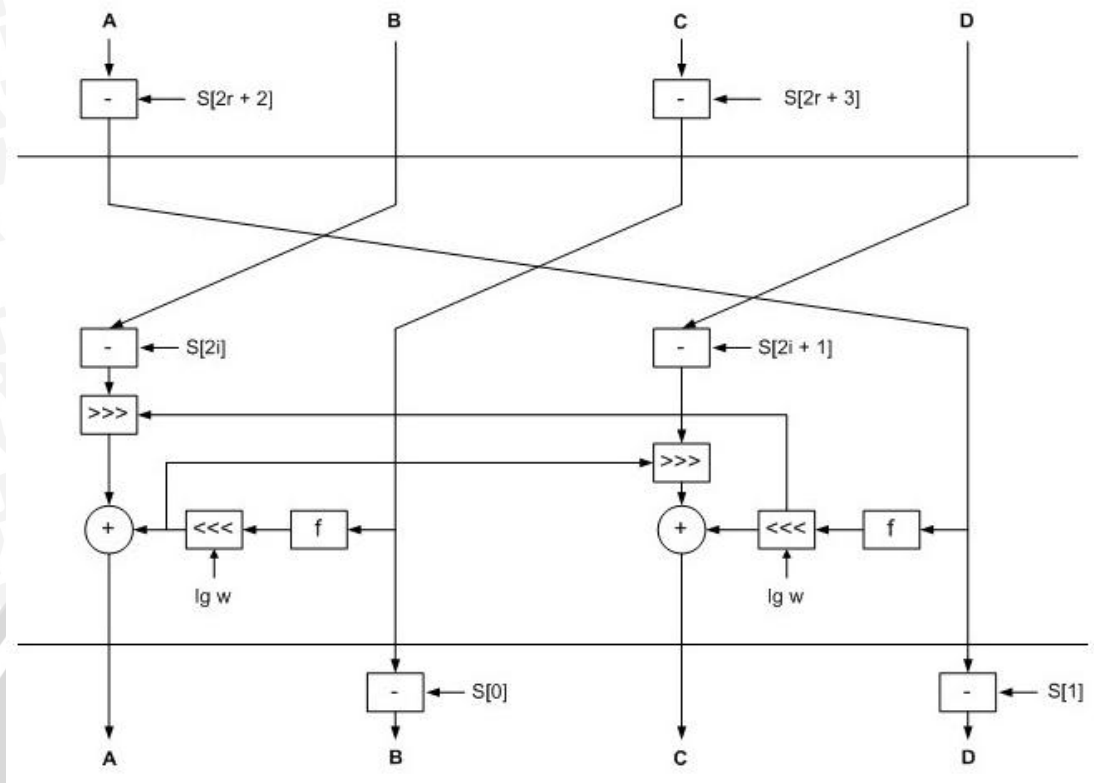 A B C D
- S[2r + 2] - S[2r + 3]
- S[2i] - S[2i + 1]
>>>
>>>
+ <<< f + <<< f
lg w lg w
- S[0] - S[1]
A B C D